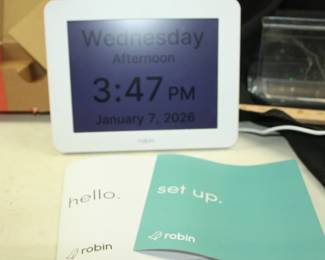 Wednesday
Afternoon
3:47 PM
January 7, 2026
robin
hello.
robin
set up.
robin